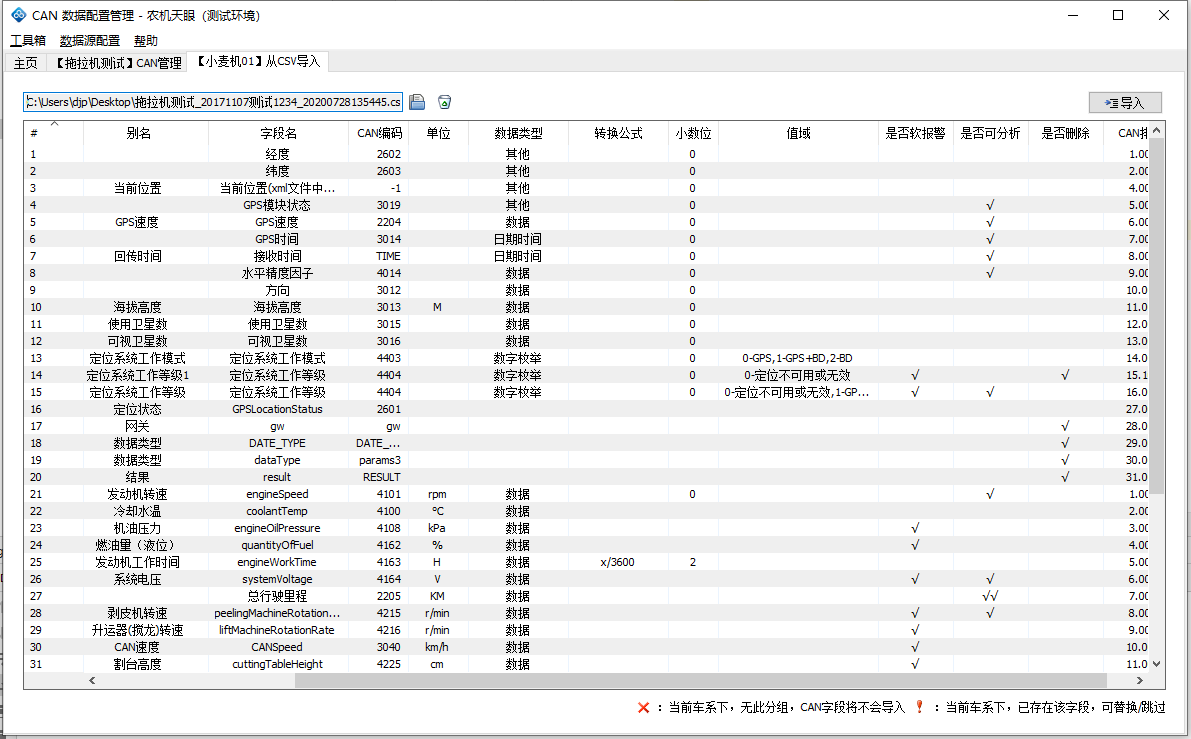 CAN 数据配置管理 - 农机天眼（测试环境）
工具箱 数据源配置 帮助
主页 【拖拉机测试】CAN管理 【小麦机01】从CSV导入
C:\Users\djp\Desktop\拖拉机测试_20171107测试1234_20200728135445.cs
导入
# 别名 字段名 CAN编码 单位 数据类型 转换公式 小数位 值域 是否软报警 是否可分析 是否删除 CAN排
1 经度 2602 其他 0 1.00
2 纬度 2603 其他 0 2.00
3 当前位置 当前位置(xml文件中... -1 其他 0 4.00
4 GPS模块状态 3019 其他 0 √ 5.00
5 GPS速度 GPS速度 2204 数据 0 √ 6.00
6 GPS时间 3014 日期时间 0 √ 7.00
7 回传时间 接收时间 TIME 日期时间 0 √ 8.00
8 水平精度因子 4014 数据 0 √ 9.00
9 方向 3012 数据 0 10.0
10 海拔高度 海拔高度 3013 M 数据 0 11.0
11 使用卫星数 使用卫星数 3015 数据 0 12.0
12 可视卫星数 可视卫星数 3016 数据 0 13.0
13 定位系统工作模式 定位系统工作模式 4403 数字枚举 0 0-GPS,1-GPS+BD,2-BD 14.0
14 定位系统工作等级1 定位系统工作等级 4404 数字枚举 0 0-定位不可用或无效 √ √ 15.1
15 定位系统工作等级 定位系统工作等级 4404 数字枚举 0 0-定位不可用或无效,1-GP... √ √ 16.0
16 定位状态 GPSLocationStatus 2601 27.0
17 网关 gw gw √ 28.0
18 数据类型 DATE_TYPE DATE_... √ 29.0
19 数据类型 dataType params3 √ 30.0
20 结果 result RESULT √ 31.0
21 发动机转速 engineSpeed 4101 rpm 数据 0 √ 1.00
22 冷却水温 coolantTemp 4100 ℃ 数据 2.00
23 机油压力 engineOilPressure 4108 kPa 数据 √ 3.00
24 燃油量（液位） quantityOfFuel 4162 % 数据 √ 4.00
25 发动机工作时间 engineWorkTime 4163 H 数据 x/3600 2 5.00
26 系统电压 systemVoltage 4164 V 数据 √ √ 6.00
27 总行驶里程 2205 KM 数据 √√ 7.00
28 剥皮机转速 peelingMachineRotation... 4215 r/min 数据 √ √ 8.00
29 升运器(搅龙)转速 liftMachineRotationRate 4216 r/min 数据 √ 9.00
30 CAN速度 CANSpeed 3040 km/h 数据 √ 10.0
31 割台高度 cuttingTableHeight 4225 cm 数据 √ 11.0
：当前车系下，无此分组，CAN字段将不会导入 ：当前车系下，已存在该字段，可替换/跳过